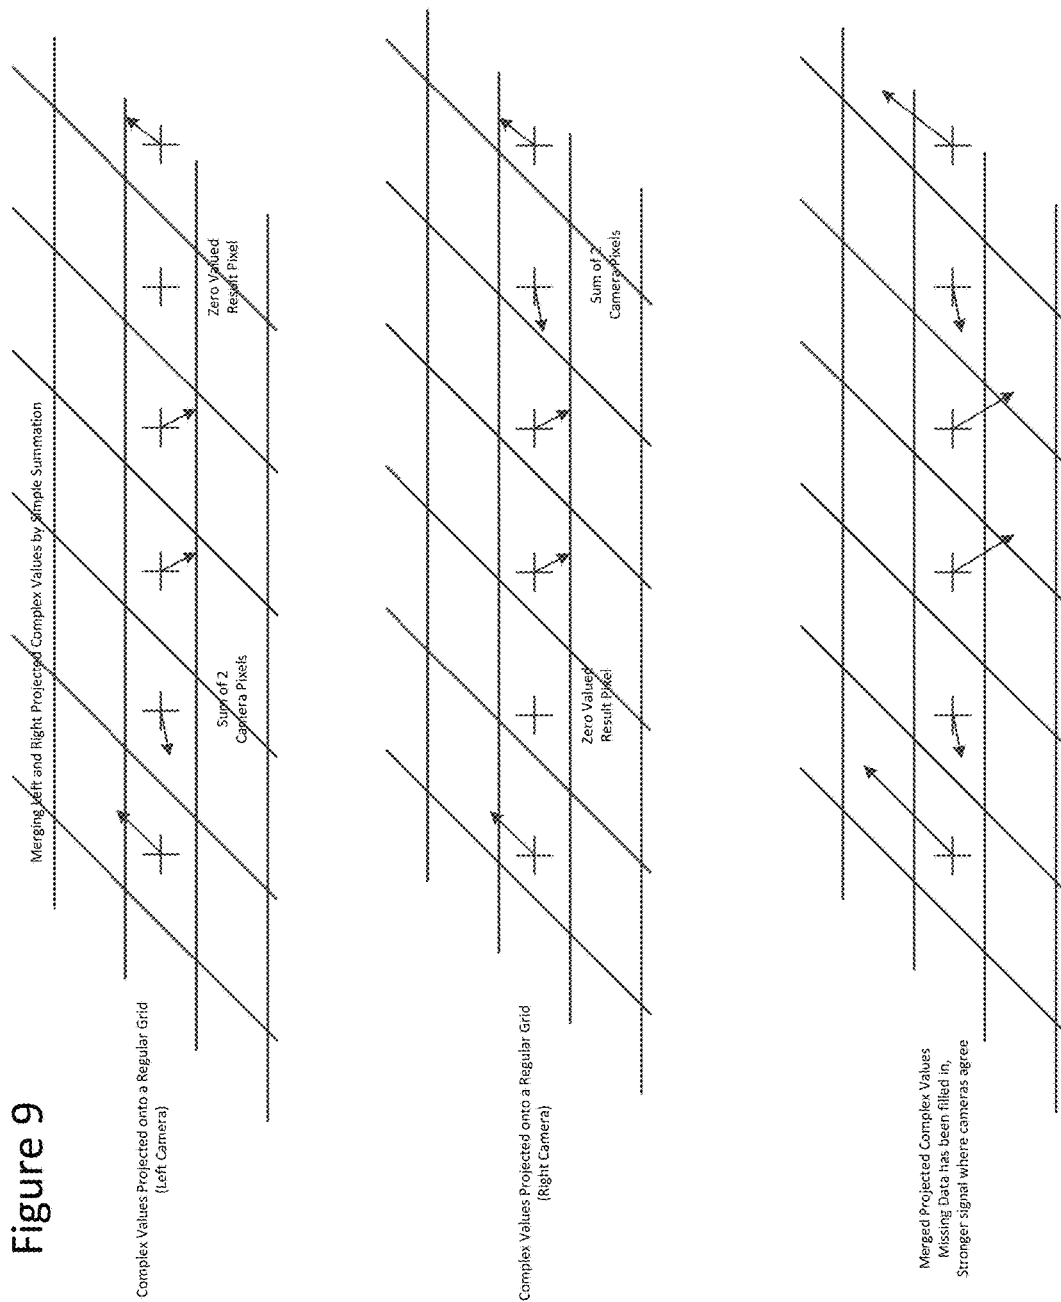 Figure 9
Merging Left and Right Projected Complex Values by Simple Summation
Complex Values Projected onto a Regular Grid
(Left Camera)
Sum of 2
Camera Pixels
Zero Valued
Result Pixel
Complex Values Projected onto a Regular Grid
(Right Camera)
Zero Valued
Result Pixel
Sum of 2
Camera Pixels
Merged Projected Complex Values
Missing Data has been filled in,
Stronger signal where cameras agree